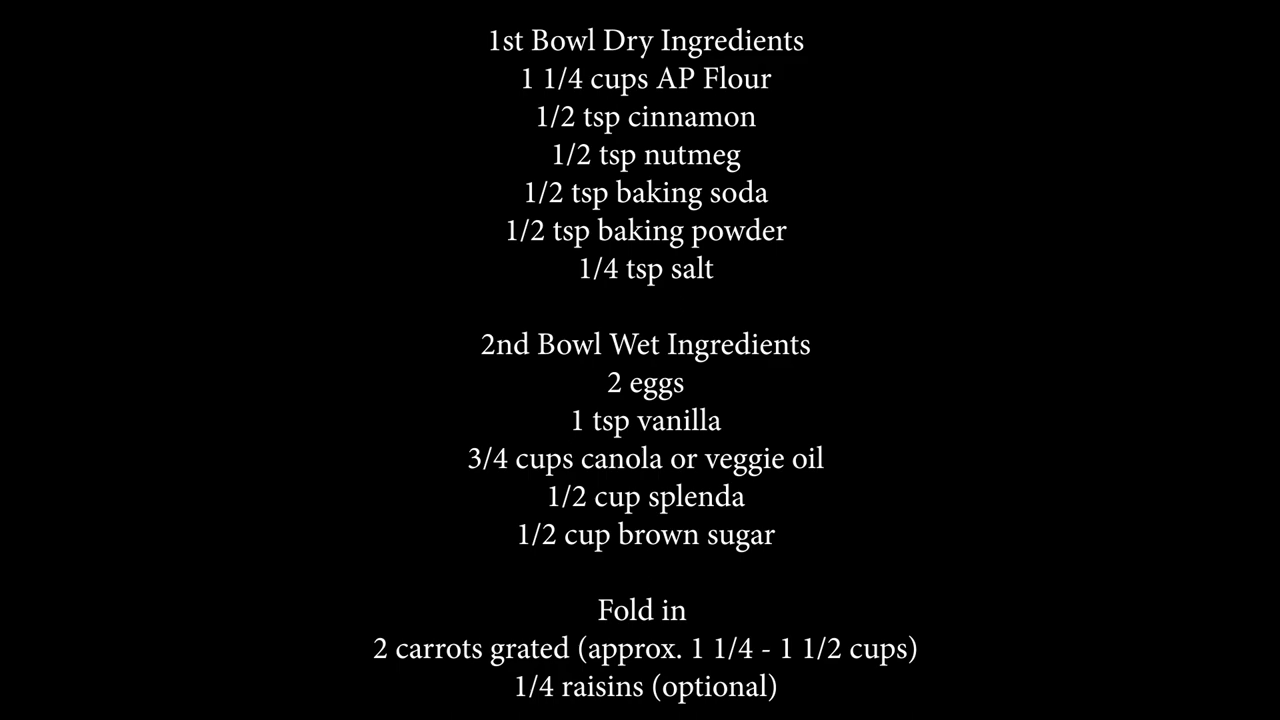 1st Bowl Dry Ingredients
1 1/4 cups AP Flour
1/2 tsp cinnamon
1/2 tsp nutmeg
1/2 tsp baking soda
1/2 tsp baking powder
1/4 tsp salt
2nd Bowl Wet Ingredients
2 eggs
1 tsp vanilla
3/4 cups canola or veggie oil
1/2 cup splenda
1/2 cup brown sugar
Fold in
2 carrots grated (approx. 1 1/4 - 1 1/2 cups)
1/4 raisins (optional)